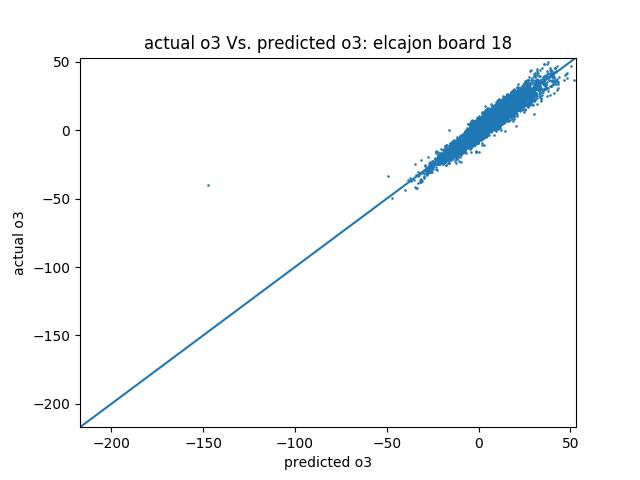 actual o3 Vs. predicted o3: elcajon board 18
50
0
−50
−100
−150
−200
actual o3
−200 −150 −100 −50 0 50
predicted o3